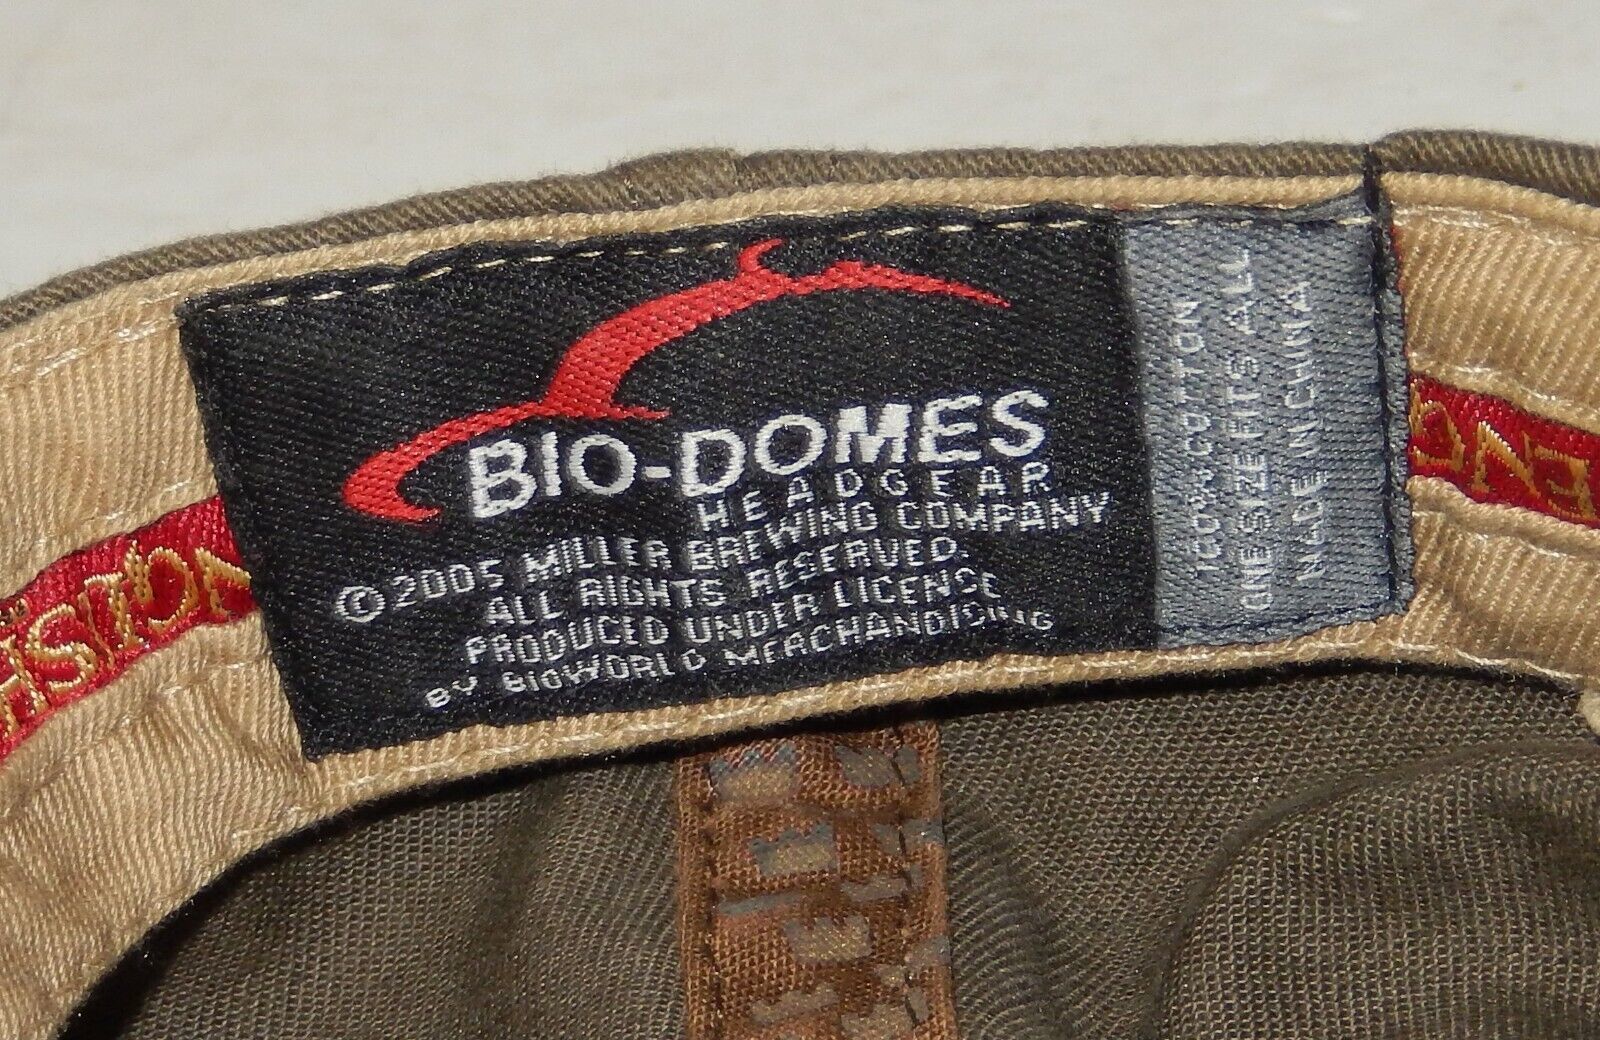 BIO-DOMES
HEADGEAR
©2005 MILLER BREWING COMPANY
ALL RIGHTS RESERVED.
PRODUCED UNDER LICENCE
BY BIOWORLD MERCHANDISING
100% COTTON
ONE SIZE FITS ALL
MADE IN CHINA